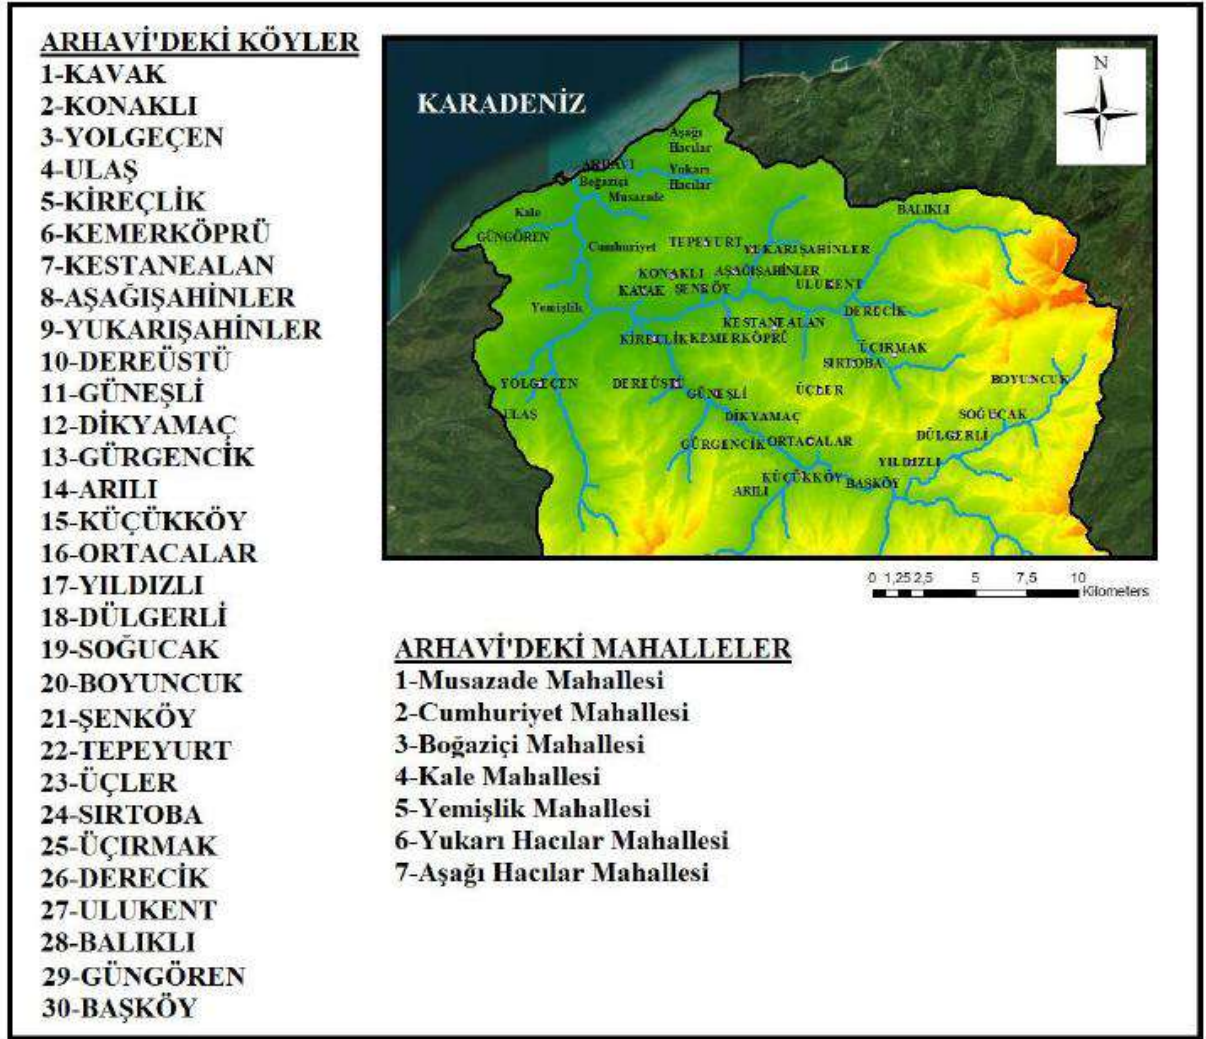 ARHAVİ'DEKİ KÖYLER
1-KAVAK
2-KONAKLI
3-YOLGEÇEN
4-ULAŞ
5-KİREÇLİK
6-KEMERKÖPRÜ
7-KESTANEALAN
8-AŞAĞIŞAHİNLER
9-YUKARIŞAHİNLER
10-DEREÜSTÜ
11-GÜNEŞLİ
12-DİKYAMAÇ
13-GÜRGENCİK
14-ARILI
15-KÜÇÜKKÖY
16-ORTACALAR
17-YILDIZLI
18-DÜLGERLİ
19-SOĞUCAK
20-BOYUNCUK
21-ŞENKÖY
22-TEPEYURT
23-ÜÇLER
24-SIRTOBA
25-ÜÇIRMAK
26-DERECİK
27-ULUKENT
28-BALIKLI
29-GÜNGÖREN
30-BAŞKÖY
KARADENİZ
N
Aşağı
Hacılar
ARHAVİ
Yukarı
Hacılar
Boğaziçi
Musazade
Kale
BALIKLI
GÜNGÖREN
Cumhuriyet
TEPEYURT
YUKARIŞAHİNLER
KONAKLI
AŞAĞIŞAHİNLER
KAVAK
ŞENKÖY
ULUKENT
Yemişlik
DERECİK
KESTANEALAN
KİREÇLİK
KEMERKÖPRÜ
ÜÇIRMAK
SIRTOBA
YOLGEÇEN
DEREÜSTÜ
GÜNEŞLİ
ÜÇLER
BOYUNCUK
ULAŞ
DİKYAMAÇ
SOĞUCAK
DÜLGERLİ
GÜRGENCİK
ORTACALAR
YILDIZLI
KÜÇÜKKÖY
BAŞKÖY
ARILI
0 1,25 2,5 5 7,5 10
Kilometers
ARHAVİ'DEKİ MAHALLELER
1-Musazade Mahallesi
2-Cumhuriyet Mahallesi
3-Boğaziçi Mahallesi
4-Kale Mahallesi
5-Yemişlik Mahallesi
6-Yukarı Hacılar Mahallesi
7-Aşağı Hacılar Mahallesi